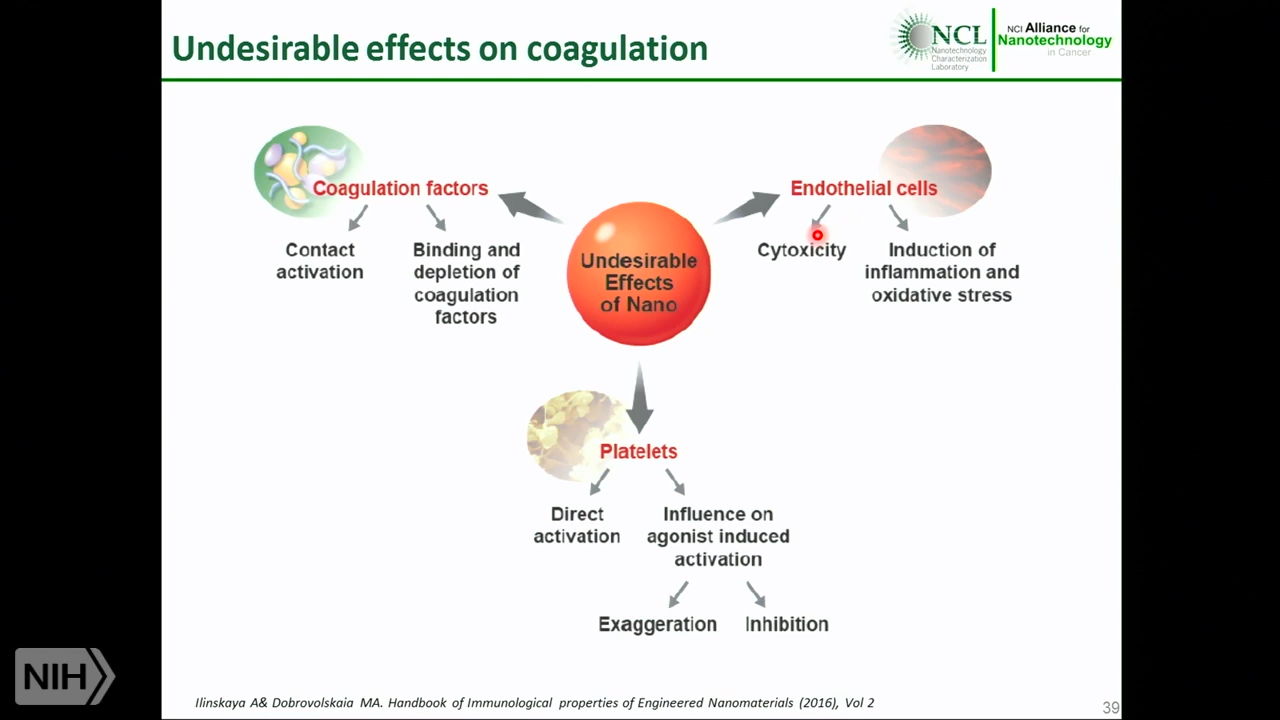 Undesirable effects on coagulation
NCL
Nanotechnology
Characterization
Laboratory
NCI Alliance for
Nanotechnology
in Cancer
Coagulation factors
Endothelial cells
Contact
activation
Binding and
depletion of
coagulation
factors
Undesirable
Effects
of Nano
Cytoxicity
Induction of
inflammation and
oxidative stress
Platelets
Direct
activation
Influence on
agonist induced
activation
Exaggeration
Inhibition
NIH
Ilinskaya A& Dobrovolskaia MA. Handbook of Immunological properties of Engineered Nanomaterials (2016), Vol 2
39